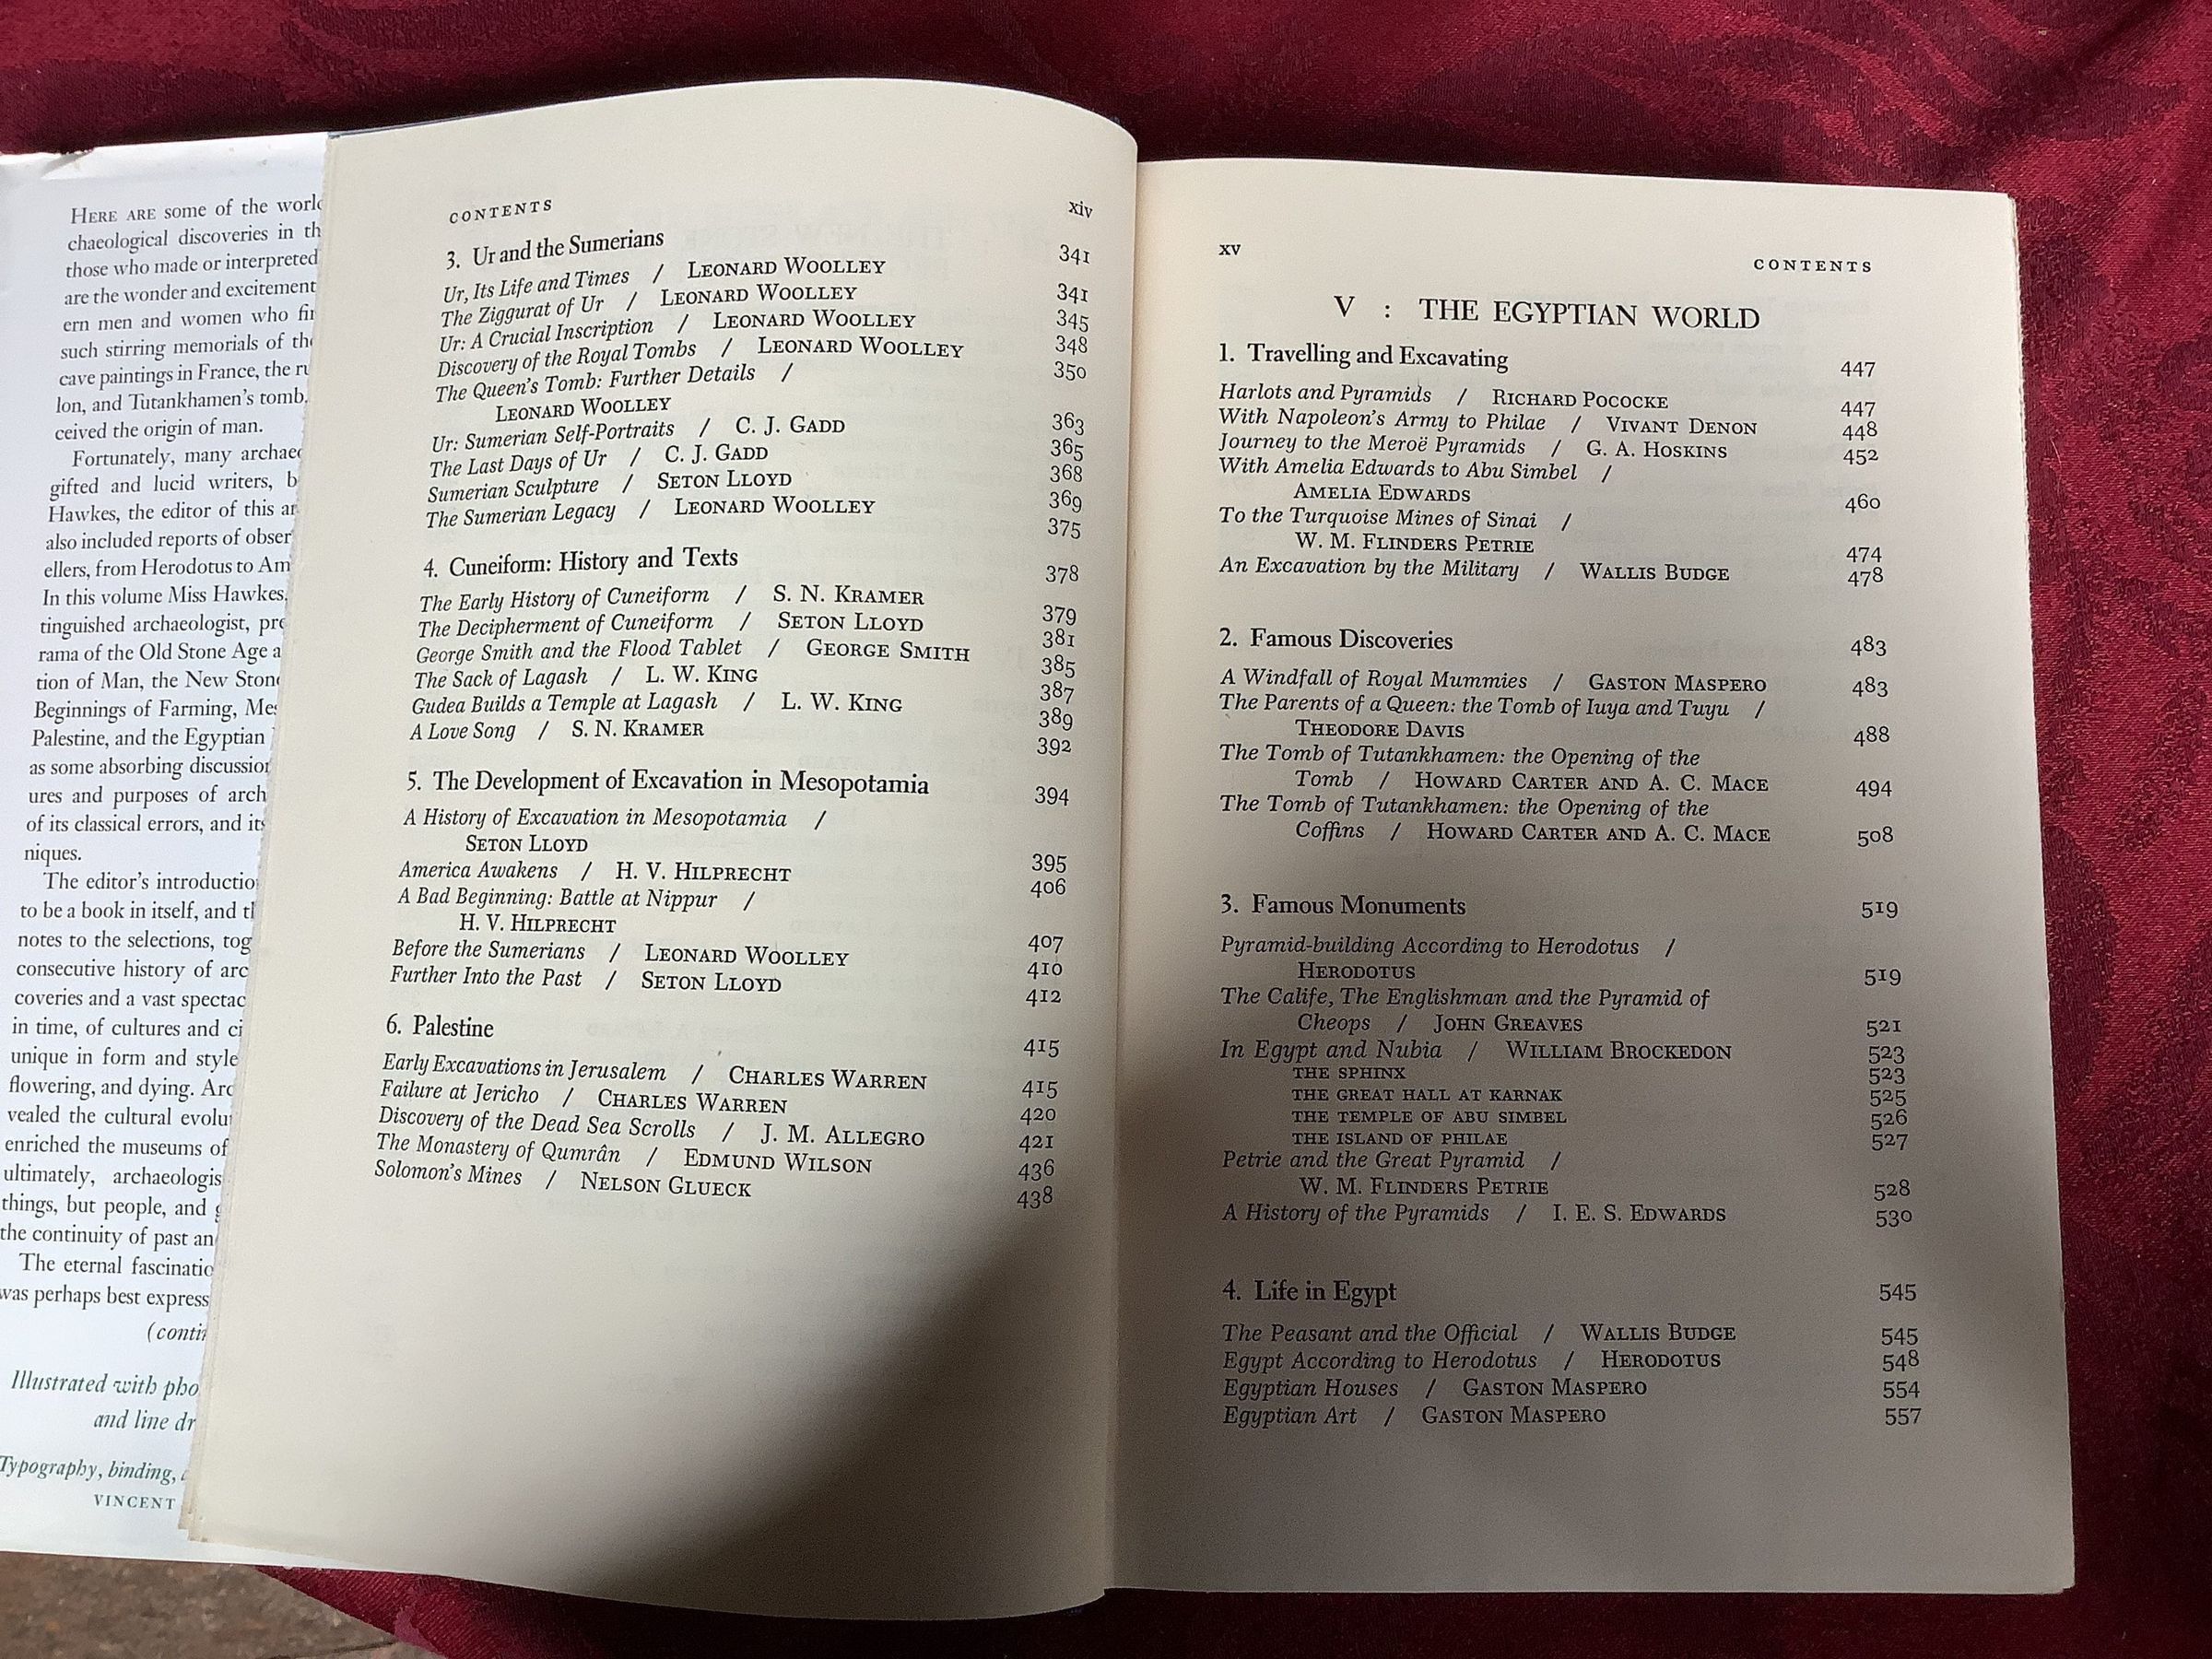 HERE ARE some of the world
chaeological discoveries in th
those who made or interpreted
are the wonder and excitement
ern men and women who fir
such stirring memorials of the
cave paintings in France, the ru
lon, and Tutankhamen's tomb.
ceived the origin of man.
Fortunately, many archaeo
gifted and lucid writers, b
Hawkes, the editor of this an
also included reports of obser
ellers, from Herodotus to Am
In this volume Miss Hawkes,
tinguished archaeologist, pre
rama of the Old Stone Age a
tion of Man, the New Stone
Beginnings of Farming, Mes
Palestine, and the Egyptian
as some absorbing discussion
ures and purposes of arch
of its classical errors, and its
niques.
The editor's introductio
to be a book in itself, and th
notes to the selections, tog
consecutive history of arc
coveries and a vast spectac
in time, of cultures and ci
unique in form and style
flowering, and dying. Arc
vealed the cultural evolu
enriched the museums of
ultimately, archaeologis
things, but people, and g
the continuity of past an
The eternal fascinatio
was perhaps best express
(conti
Illustrated with pho
and line dr
Typography, binding,
VINCENT
CONTENTS xiv
3. Ur and the Sumerians 341
Ur, Its Life and Times / LEONARD WOOLLEY 341
The Ziggurat of Ur / LEONARD WOOLLEY 345
Ur: A Crucial Inscription / LEONARD WOOLLEY 348
Discovery of the Royal Tombs / LEONARD WOOLLEY 350
The Queen's Tomb: Further Details /
LEONARD WOOLLEY 363
Ur: Sumerian Self-Portraits / C. J. GADD 365
The Last Days of Ur / C. J. GADD 368
Sumerian Sculpture / SETON LLOYD 369
The Sumerian Legacy / LEONARD WOOLLEY 375
4. Cuneiform: History and Texts 378
The Early History of Cuneiform / S. N. KRAMER 379
The Decipherment of Cuneiform / SETON LLOYD 381
George Smith and the Flood Tablet / GEORGE SMITH 385
The Sack of Lagash / L. W. KING 387
Gudea Builds a Temple at Lagash / L. W. KING 389
A Love Song / S. N. KRAMER 392
5. The Development of Excavation in Mesopotamia 394
A History of Excavation in Mesopotamia /
SETON LLOYD 395
America Awakens / H. V. HILPRECHT 406
A Bad Beginning: Battle at Nippur /
H. V. HILPRECHT 407
Before the Sumerians / LEONARD WOOLLEY 410
Further Into the Past / SETON LLOYD 412
6. Palestine 415
Early Excavations in Jerusalem / CHARLES WARREN 415
Failure at Jericho / CHARLES WARREN 420
Discovery of the Dead Sea Scrolls / J. M. ALLEGRO 421
The Monastery of Qumrân / EDMUND WILSON 436
Solomon's Mines / NELSON GLUECK 438
xv CONTENTS
V : THE EGYPTIAN WORLD
1. Travelling and Excavating 447
Harlots and Pyramids / RICHARD POCOCKE 447
With Napoleon's Army to Philae / VIVANT DENON 448
Journey to the Meroë Pyramids / G. A. HOSKINS 452
With Amelia Edwards to Abu Simbel /
AMELIA EDWARDS 460
To the Turquoise Mines of Sinai /
W. M. FLINDERS PETRIE 474
An Excavation by the Military / WALLIS BUDGE 478
2. Famous Discoveries 483
A Windfall of Royal Mummies / GASTON MASPERO 483
The Parents of a Queen: the Tomb of Iuya and Tuyu /
THEODORE DAVIS 488
The Tomb of Tutankhamen: the Opening of the
Tomb / HOWARD CARTER AND A. C. MACE 494
The Tomb of Tutankhamen: the Opening of the
Coffins / HOWARD CARTER AND A. C. MACE 508
3. Famous Monuments 519
Pyramid-building According to Herodotus /
HERODOTUS 519
The Calife, The Englishman and the Pyramid of
Cheops / JOHN GREAVES 521
In Egypt and Nubia / WILLIAM BROCKEDON 523
THE SPHINX 523
THE GREAT HALL AT KARNAK 525
THE TEMPLE OF ABU SIMBEL 526
THE ISLAND OF PHILAE 527
Petrie and the Great Pyramid /
W. M. FLINDERS PETRIE 528
A History of the Pyramids / I. E. S. EDWARDS 530
4. Life in Egypt 545
The Peasant and the Official / WALLIS BUDGE 545
Egypt According to Herodotus / HERODOTUS 548
Egyptian Houses / GASTON MASPERO 554
Egyptian Art / GASTON MASPERO 557